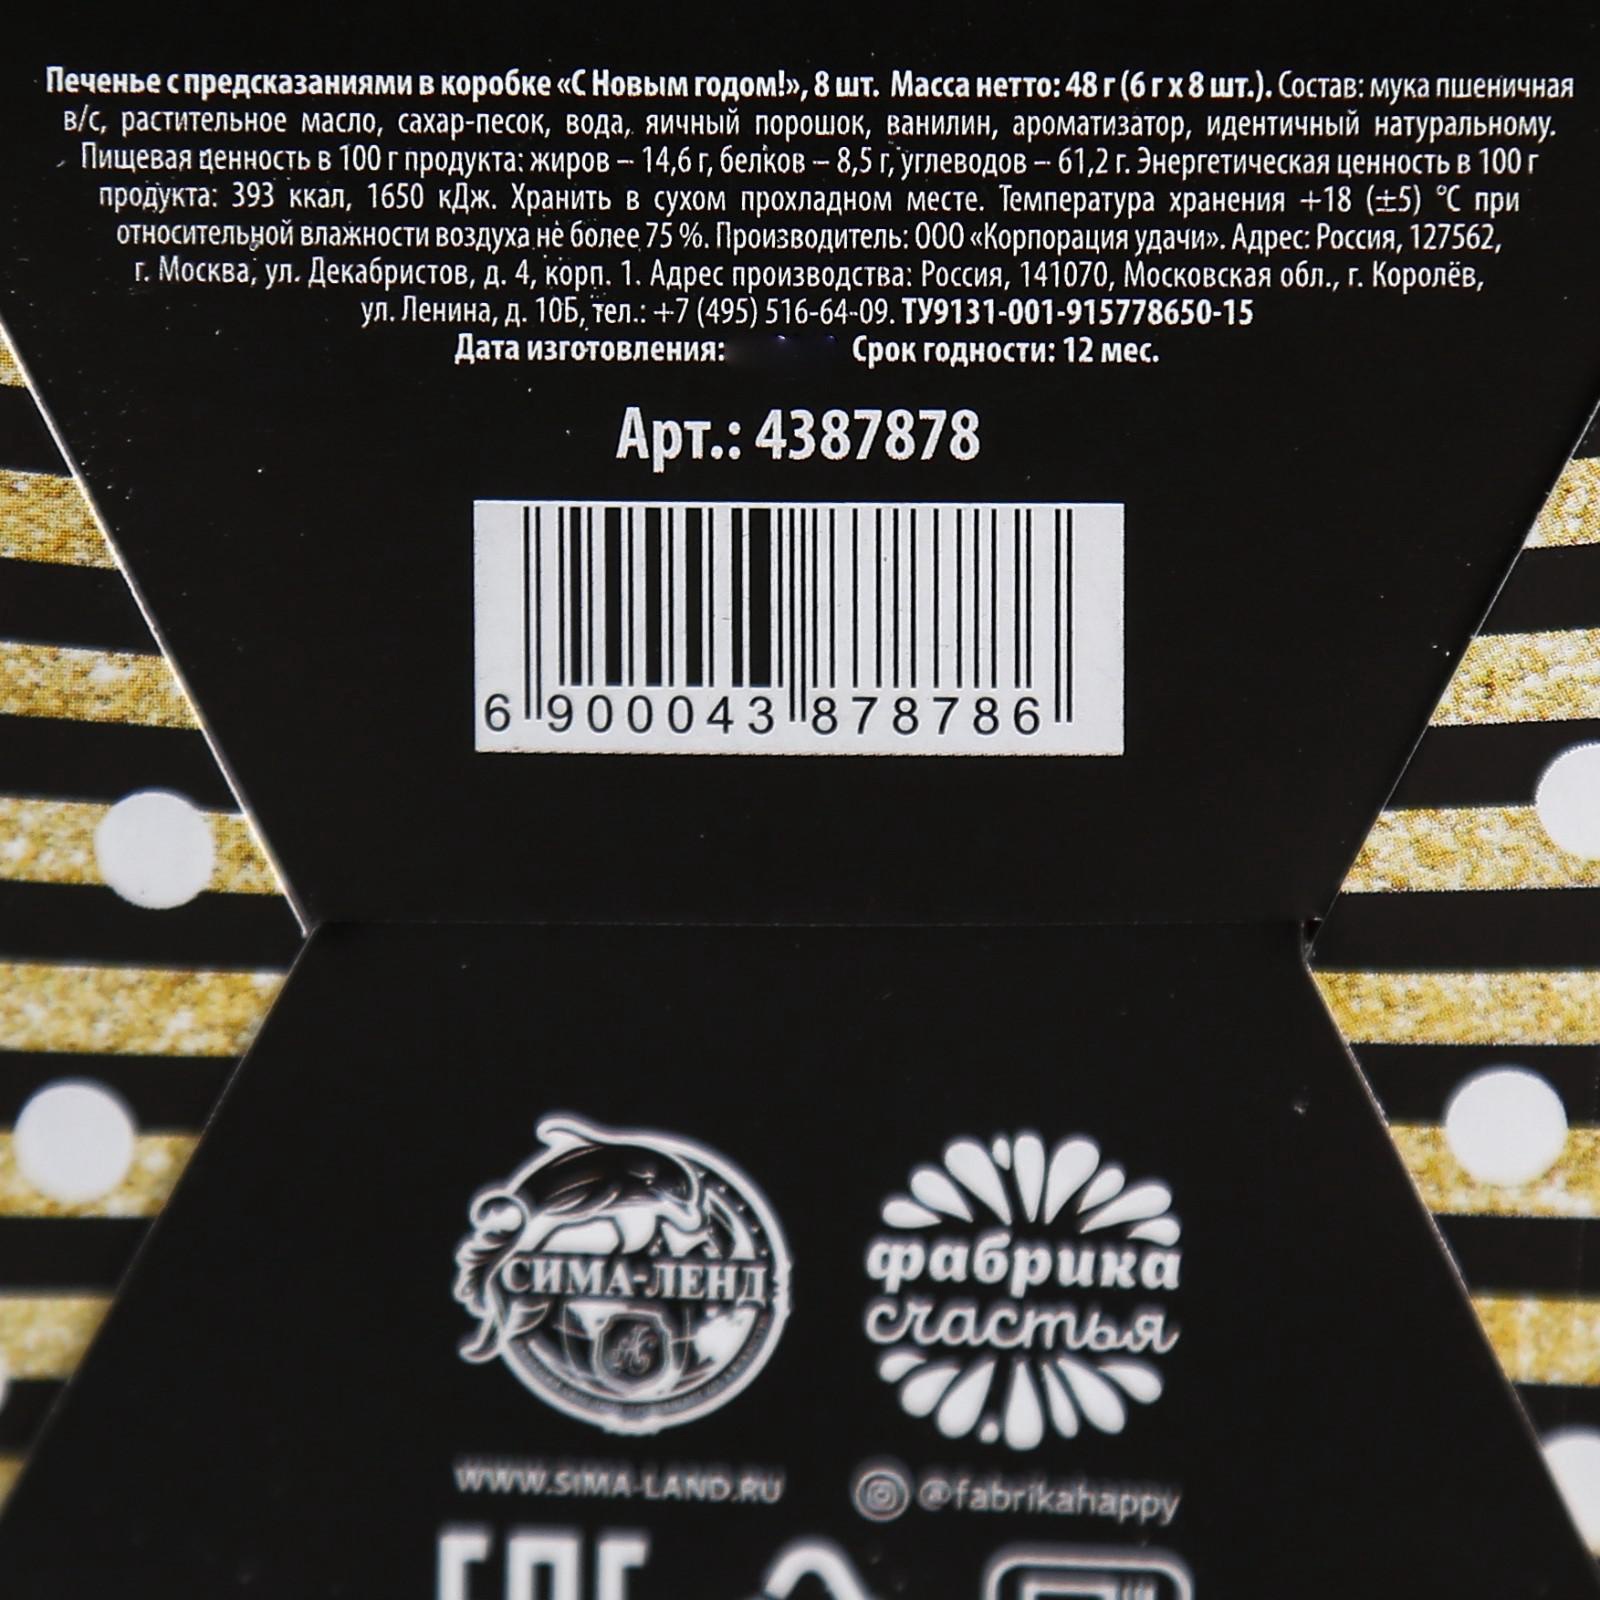 Печенье с предсказаниями в коробке «С Новым годом!», 8 шт. Масса нетто: 48 г (6 г х 8 шт.). Состав: мука пшеничная
в/с, растительное масло, сахар-песок, вода, яичный порошок, ванилин, ароматизатор, идентичный натуральному.
Пищевая ценность в 100 г продукта: жиров – 14,6 г, белков – 8,5 г, углеводов – 61,2 г. Энергетическая ценность в 100 г
продукта: 393 ккал, 1650 кДж. Хранить в сухом прохладном месте. Температура хранения +18 (±5) °C при
относительной влажности воздуха не более 75 %. Производитель: ООО «Корпорация удачи». Адрес: Россия, 127562,
г. Москва, ул. Декабристов, д. 4, корп. 1. Адрес производства: Россия, 141070, Московская обл., г. Королёв,
ул. Ленина, д. 10Б, тел.: +7 (495) 516-64-09. ТУ9131-001-915778650-15
Дата изготовления: Срок годности: 12 мес.
Арт.: 4387878
6 900043 878786
СИМА-ЛЕНД
фабрика
счастья
WWW.SIMA-LAND.RU
@fabrikahappy